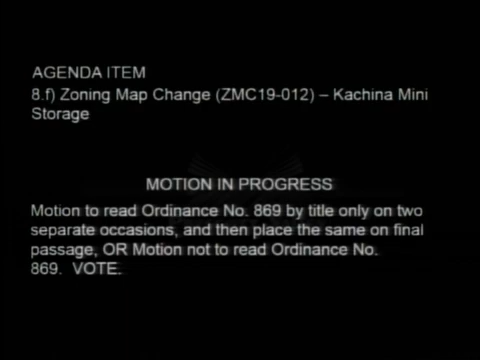 AGENDA ITEM
8.f) Zoning Map Change (ZMC19-012) – Kachina Mini
Storage
MOTION IN PROGRESS
Motion to read Ordinance No. 869 by title only on two
separate occasions, and then place the same on final
passage, OR Motion not to read Ordinance No.
869.  VOTE.